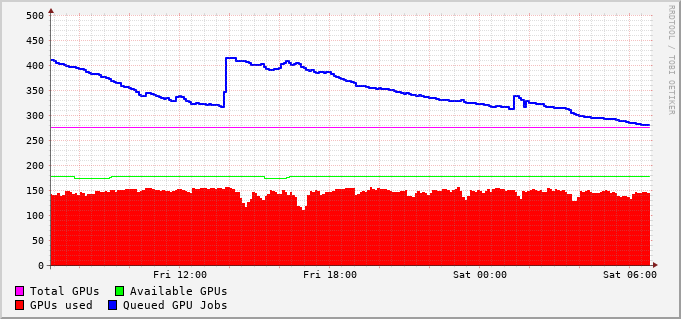 500
450
400
350
300
250
200
150
100
50
0
Fri 12:00 Fri 18:00 Sat 00:00 Sat 06:00
Total GPUs Available GPUs
GPUs used Queued GPU Jobs
RRDTOOL / TOBI OETIKER